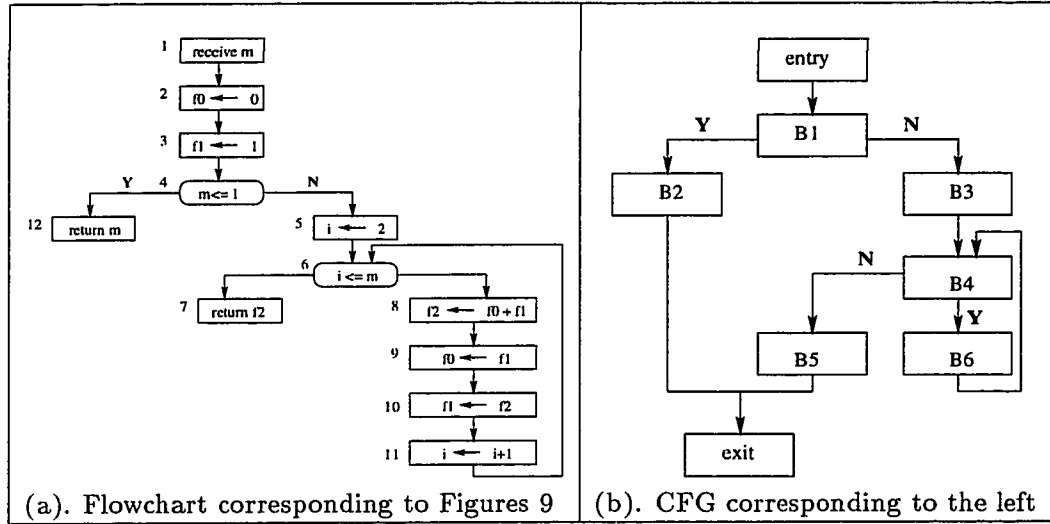 1 receive m
2 f0 ← 0
3 f1 ← 1
4 m<= 1
Y N
12 return m
5 i ← 2
6 i <= m
7 return f2
8 f2 ← f0 + f1
9 f0 ← f1
10 f1 ← f2
11 i ← i+1
(a). Flowchart corresponding to Figures 9
entry
B1
Y N
B2
B3
N
B4
Y
B5
B6
exit
(b). CFG corresponding to the left